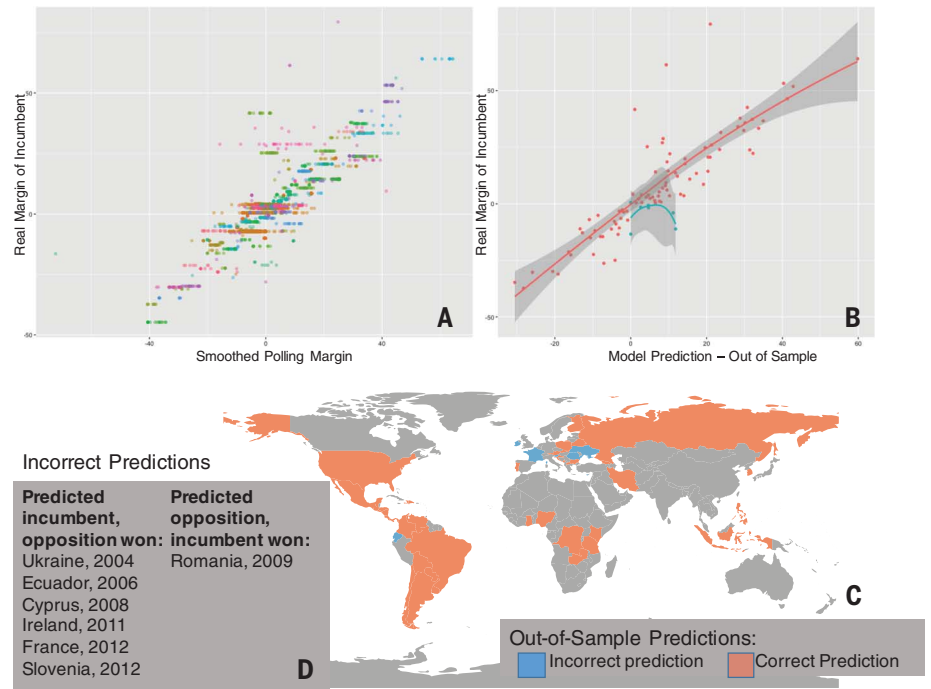 Real Margin of Incumbent
50
0
-50
-40
0
40
Smoothed Polling Margin
A
Real Margin of Incumbent
50
0
-50
-20
0
20
40
60
Model Prediction – Out of Sample
B
Incorrect Predictions
Predicted incumbent, opposition won:
Ukraine, 2004
Ecuador, 2006
Cyprus, 2008
Ireland, 2011
France, 2012
Slovenia, 2012
Predicted opposition, incumbent won:
Romania, 2009
D
C
Out-of-Sample Predictions:
Incorrect prediction
Correct Prediction